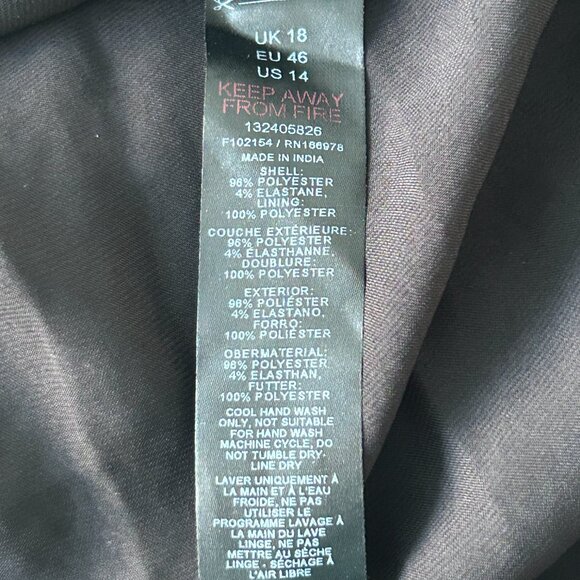 UK 18
EU 46
US 14
KEEP AWAY
FROM FIRE
132405826
F102154 / RN166978
MADE IN INDIA
SHELL:
96% POLYESTER
4% ELASTANE,
LINING:
100% POLYESTER
COUCHE EXTÉRIEURE:
96% POLYESTER
4% ÉLASTHANNE,
DOUBLURE:
100% POLYESTER
EXTERIOR:
96% POLIÉSTER
4% ELASTANO,
FORRO:
100% POLIÉSTER
OBERMATERIAL:
96% POLYESTER
4% ELASTHAN,
FUTTER:
100% POLYESTER
COOL HAND WASH
ONLY, NOT SUITABLE
FOR HAND WASH
MACHINE CYCLE, DO
NOT TUMBLE DRY-
LINE DRY
LAVER UNIQUEMENT À
LA MAIN ET À L'EAU
FROIDE, NE PAS
UTILISER LE
PROGRAMME LAVAGE À
LA MAIN DU LAVE
LINGE, NE PAS
METTRE AU SÈCHE
LINGE - SÉCHAGE À
L'AIR LIBRE